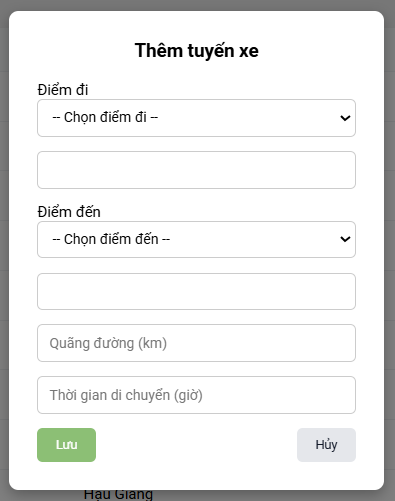 Thêm tuyến xe
Điểm đi
-- Chọn điểm đi --
Điểm đến
-- Chọn điểm đến --
Quãng đường (km)
Thời gian di chuyển (giờ)
Lưu
Hủy
Hậu Giang